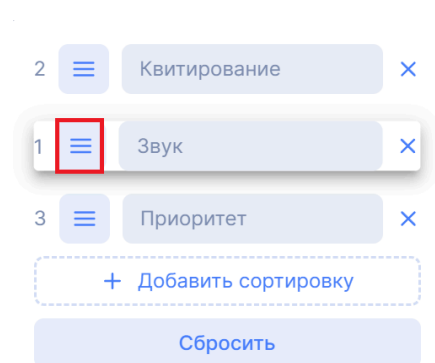 2 Квитирование
1 Звук
3 Приоритет
+ Добавить сортировку
Сбросить